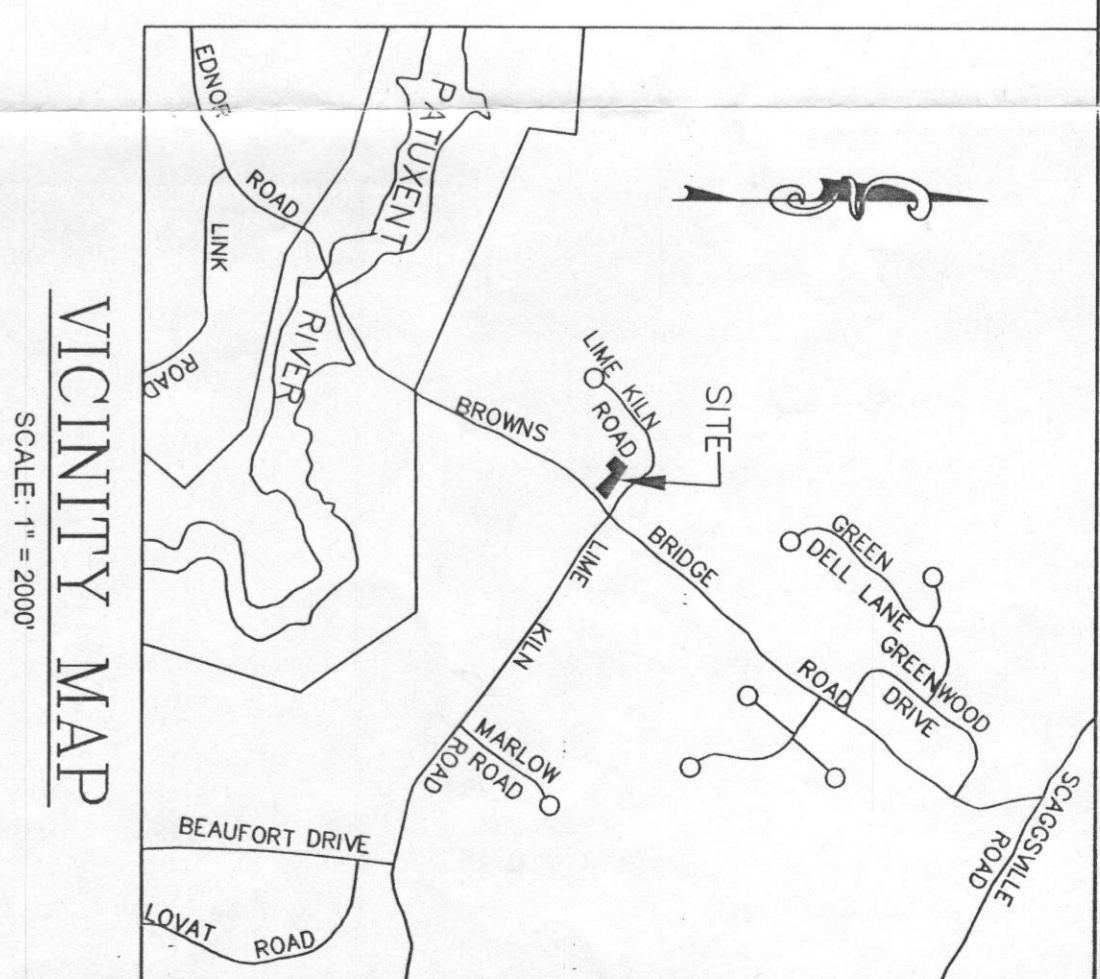 SCAGGSVILLE
ROAD
GREEN
DELL LANE
GREENWOOD
DRIVE
SITE
LIME KILN
ROAD
BROWNS
BRIDGE
ROAD
LIME
KILN
ROAD
MARLOW
ROAD
PATUXENT
RIVER
EDNOR
ROAD
LINK
ROAD
BEAUFORT DRIVE
LOVAT
ROAD
VICINITY MAP
SCALE: 1" = 2000'